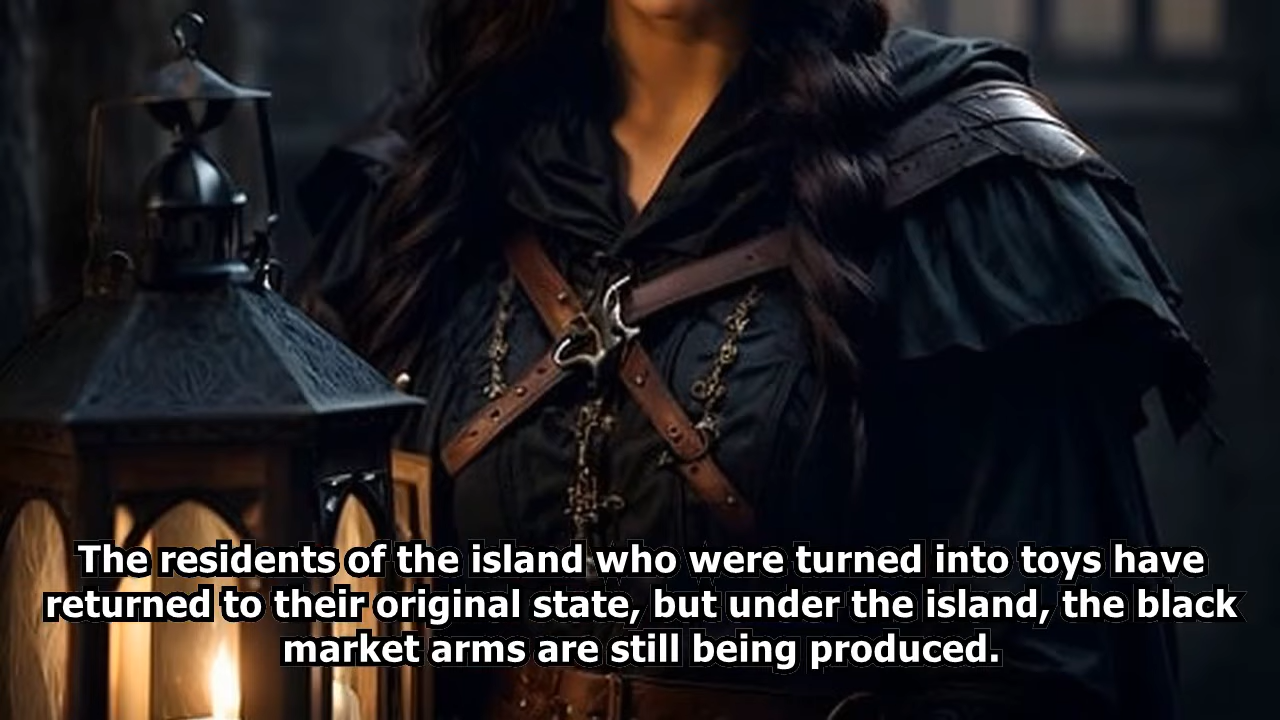 The residents of the island who were turned into toys have
returned to their original state, but under the island, the black
market arms are still being produced.